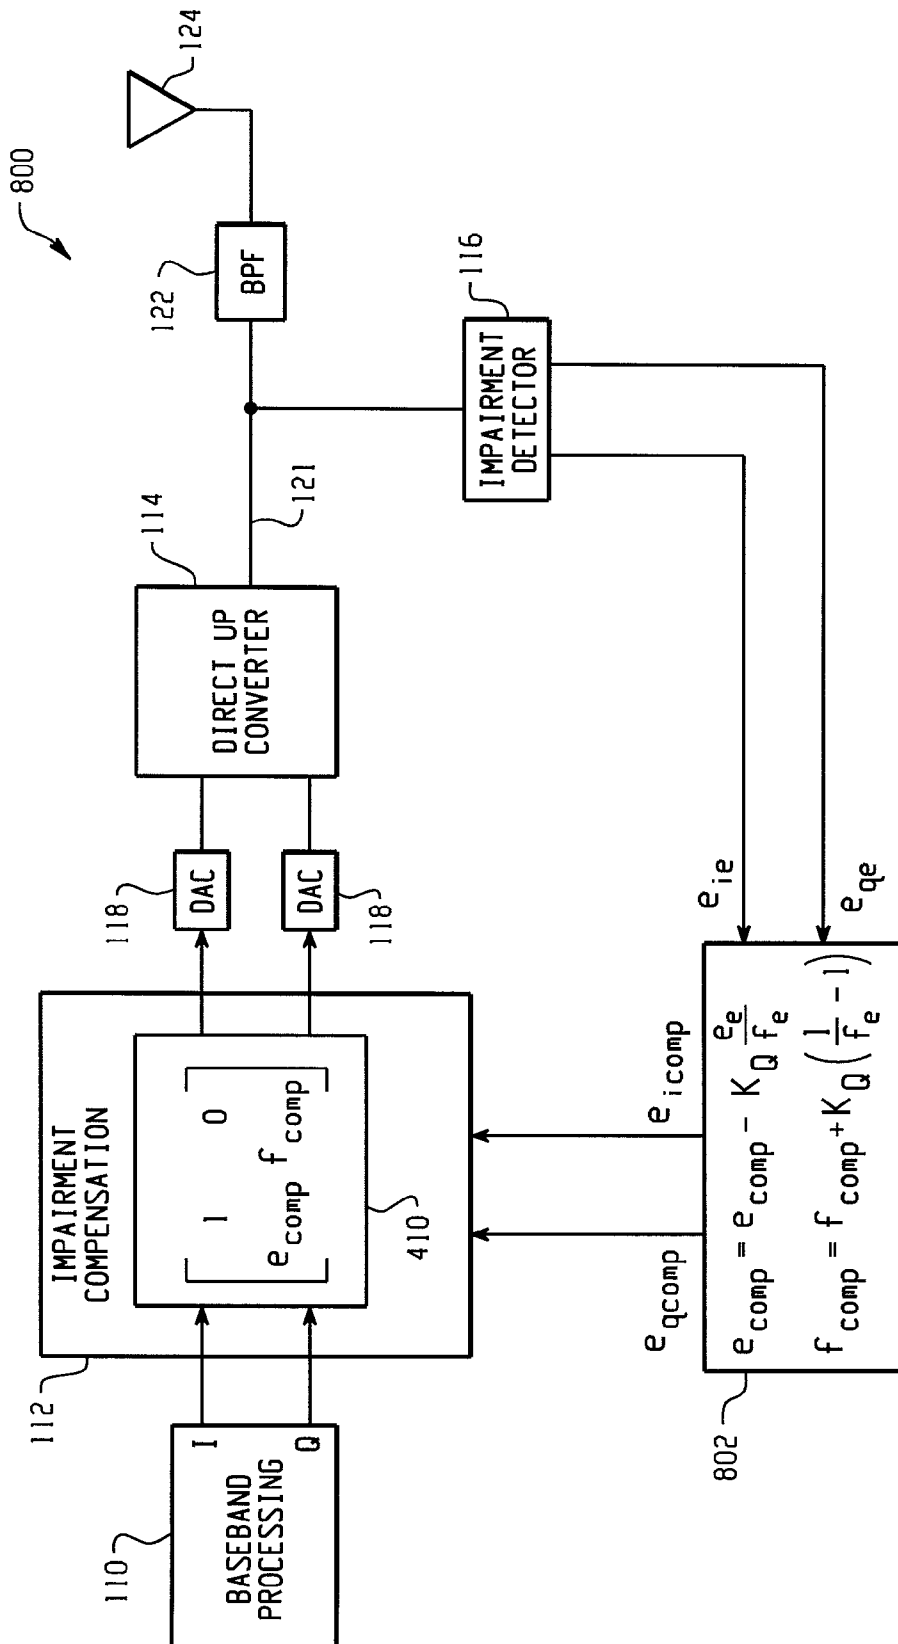 800
110
BASEBAND
PROCESSING
I
Q
112
IMPAIRMENT
COMPENSATION
1 0
e_comp f_comp
410
118
DAC
DAC
118
114
DIRECT UP
CONVERTER
121
122
BPF
124
116
IMPAIRMENT
DETECTOR
e_qcomp
e_icomp
e_ie
e_qe
e_comp = e_comp - K_Q e_e/f_e
f_comp = f_comp + K_Q (1/f_e - 1)
802